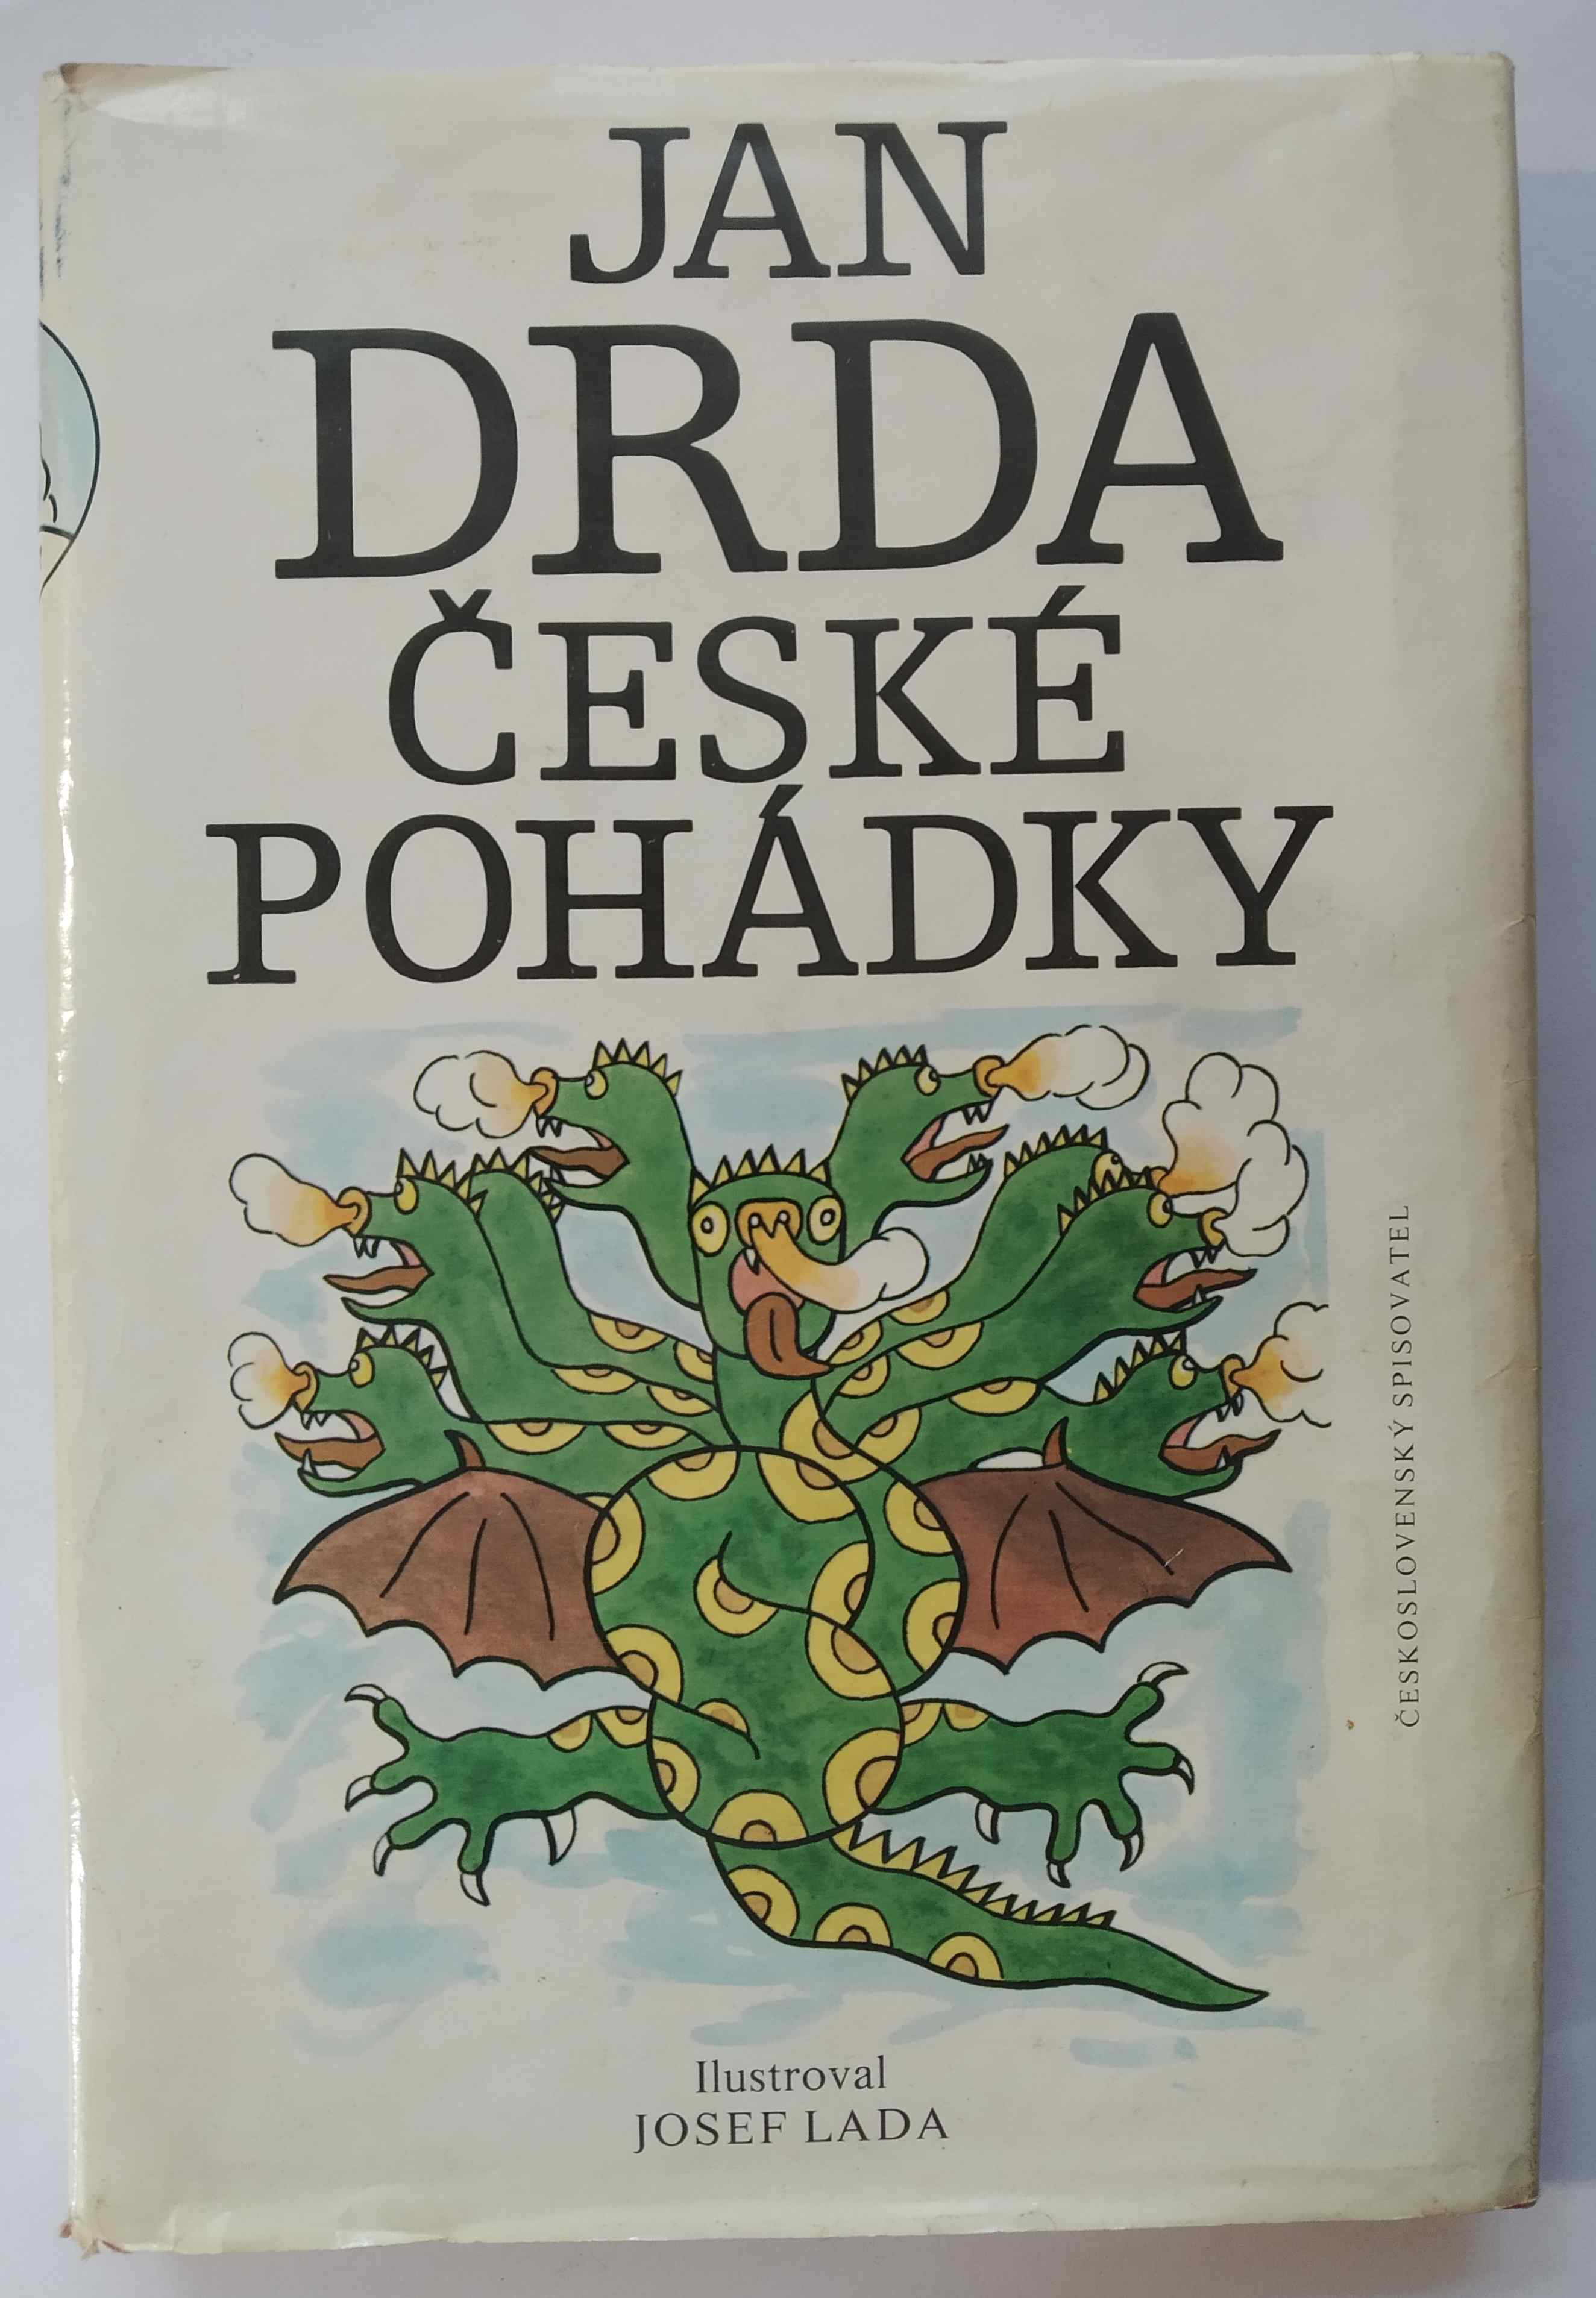 JAN
DRDA
ČESKÉ
POHÁDKY
ČESKOSLOVENSKÝ SPISOVATEL
Ilustroval
JOSEF LADA